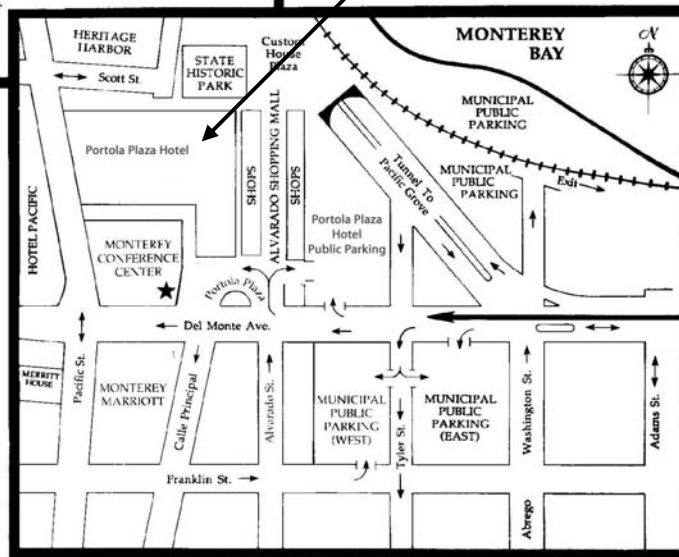 HERITAGE
HARBOR
Scott St.
STATE
HISTORIC
PARK
Custom
House
Plaza
MONTEREY
BAY
N
MUNICIPAL
PUBLIC
PARKING
MUNICIPAL
PUBLIC
PARKING
Exit
Tunnel To
Pacific Grove
Portola Plaza Hotel
SHOPS
ALVARADO SHOPPING MALL
SHOPS
Portola Plaza
Hotel
Public Parking
HOTEL PACIFIC
MONTEREY
CONFERENCE
CENTER
Portola Plaza
Del Monte Ave.
MERRITT
HOUSE
Pacific St.
MONTEREY
MARRIOTT
Calle Principal
Alvarado St.
MUNICIPAL
PUBLIC
PARKING
(WEST)
Tyler St.
MUNICIPAL
PUBLIC
PARKING
(EAST)
Washington St.
Adams St.
Franklin St.
Abrego